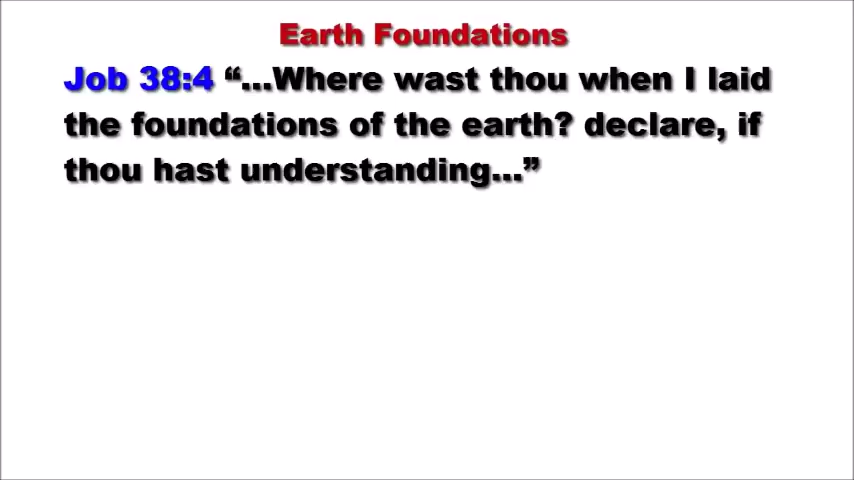 Earth Foundations
Job 38:4 “...Where wast thou when I laid
the foundations of the earth? declare, if
thou hast understanding...”